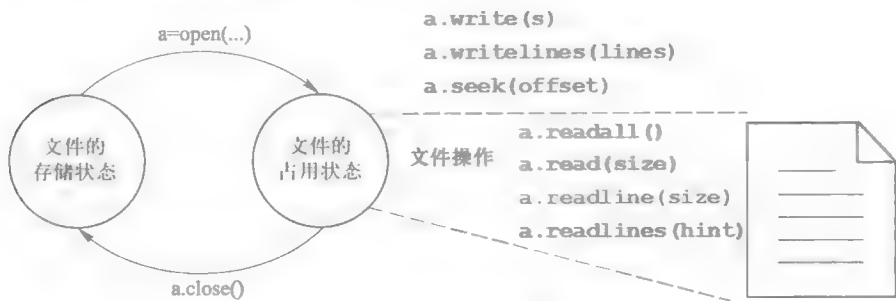 a=open(...)
文件的
存储状态
文件的
占用状态
a.close()
a.write(s)
a.writelines(lines)
a.seek(offset)
文件操作
a.readall()
a.read(size)
a.readline(size)
a.readlines(hint)